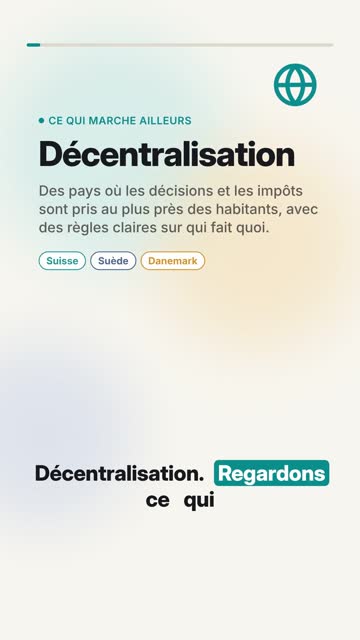 CE QUI MARCHE AILLEURS
Décentralisation
Des pays où les décisions et les impôts
sont pris au plus près des habitants, avec
des règles claires sur qui fait quoi.
Suisse Suède Danemark
Décentralisation. Regardons
ce qui